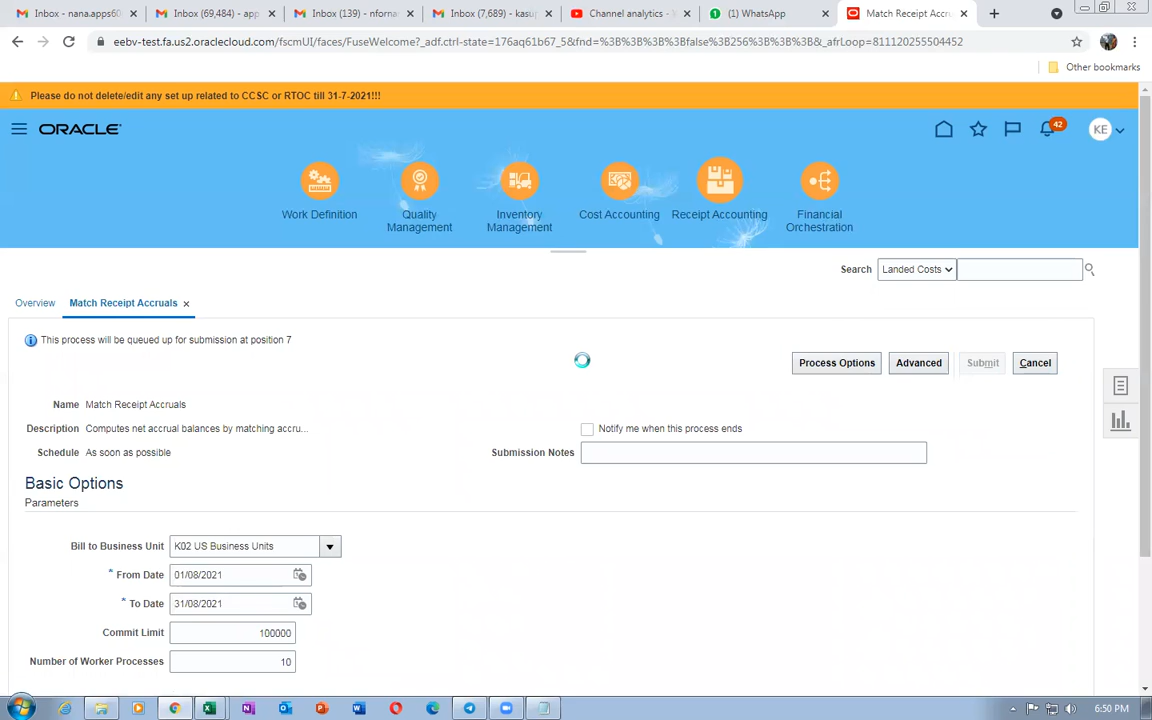 Inbox - nana.apps60
Inbox (69,484) - app
Inbox (139) - nforna
Inbox (7,689) - kasup
Channel analytics -
(1) WhatsApp
Match Receipt Accru
eebv-test.fa.us2.oraclecloud.com/fscmUI/faces/FuseWelcome?_adf.ctrl-state=176aq61b67_5&fnd=%3B%3B%3B%3Bfalse%3B256%3B%3B%3B&_afrLoop=811120255504452
Other bookmarks
Please do not delete/edit any set up related to CCSC or RTOC till 31-7-2021!!!
ORACLE
42
KE
Work Definition
Quality Management
Inventory Management
Cost Accounting
Receipt Accounting
Financial Orchestration
Search Landed Costs
Overview Match Receipt Accruals
This process will be queued up for submission at position 7
Process Options Advanced Submit Cancel
Name Match Receipt Accruals
Description Computes net accrual balances by matching accru...
Notify me when this process ends
Schedule As soon as possible
Submission Notes
Basic Options
Parameters
Bill to Business Unit K02 US Business Units
* From Date 01/08/2021
* To Date 31/08/2021
Commit Limit 100000
Number of Worker Processes 10
6:50 PM